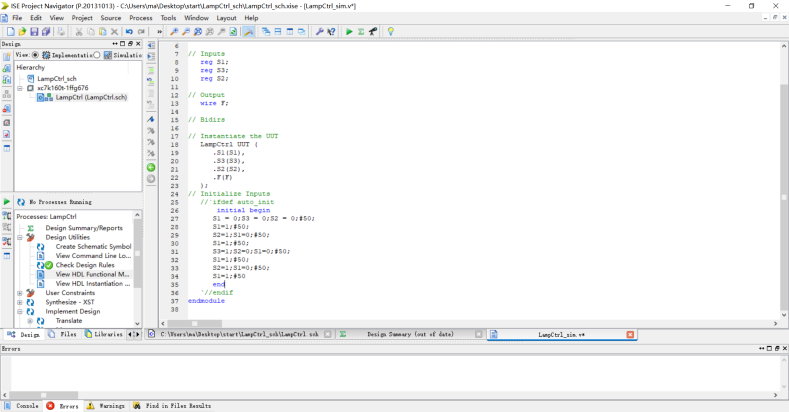 ISE Project Navigator (P.20131013) - C:\Users\ma\Desktop\start\LampCtrl_sch\LampCtrl_sch.xise - [LampCtrl_sim.v*]
File Edit View Project Source Process Tools Window Layout Help
Design
View: Implementatio Simulatio
Hierarchy
LampCtrl_sch
xc7k160t-1ffg676
LampCtrl (LampCtrl.sch)
No Processes Running
Processes: LampCtrl
Design Summary/Reports
Design Utilities
Create Schematic Symbol
View Command Line Lo...
Check Design Rules
View HDL Functional M...
View HDL Instantiation ...
User Constraints
Synthesize - XST
Implement Design
Translate
Design Files Libraries
6
7 // Inputs
8 reg S1;
9 reg S3;
10 reg S2;
11
12 // Output
13 wire F;
14
15 // Bidirs
16
17 // Instantiate the UUT
18 LampCtrl UUT (
19 .S1(S1),
20 .S3(S3),
21 .S2(S2),
22 .F(F)
23 );
24 // Initialize Inputs
25 //`ifdef auto_init
26 initial begin
27 S1 = 0;S3 = 0;S2 = 0;#50;
28 S1=1;#50;
29 S2=1;S1=0;#50;
30 S1=1;#50;
31 S3=1;S2=0;S1=0;#50;
32 S1=1;#50;
33 S2=1;S1=0;#50;
34 S1=1;#50
35 end
36 `//endif
37 endmodule
38
C:\Users\ma\Desktop\start\LampCtrl_sch\LampCtrl.sch Design Summary (out of date) LampCtrl_sim.v*
Errors
Console Errors Warnings Find in Files Results